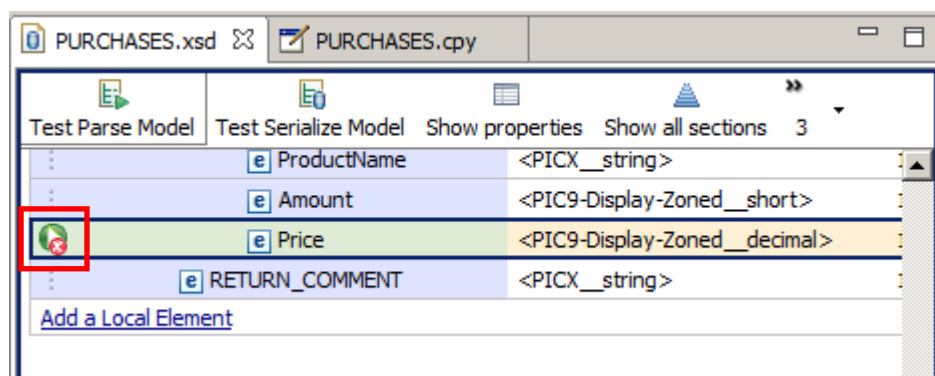 PURCHASES.xsd PURCHASES.cpy
Test Parse Model Test Serialize Model Show properties Show all sections 3
e ProductName <PICX__string>
e Amount <PIC9-Display-Zoned__short>
e Price <PIC9-Display-Zoned__decimal>
e RETURN_COMMENT <PICX__string>
Add a Local Element